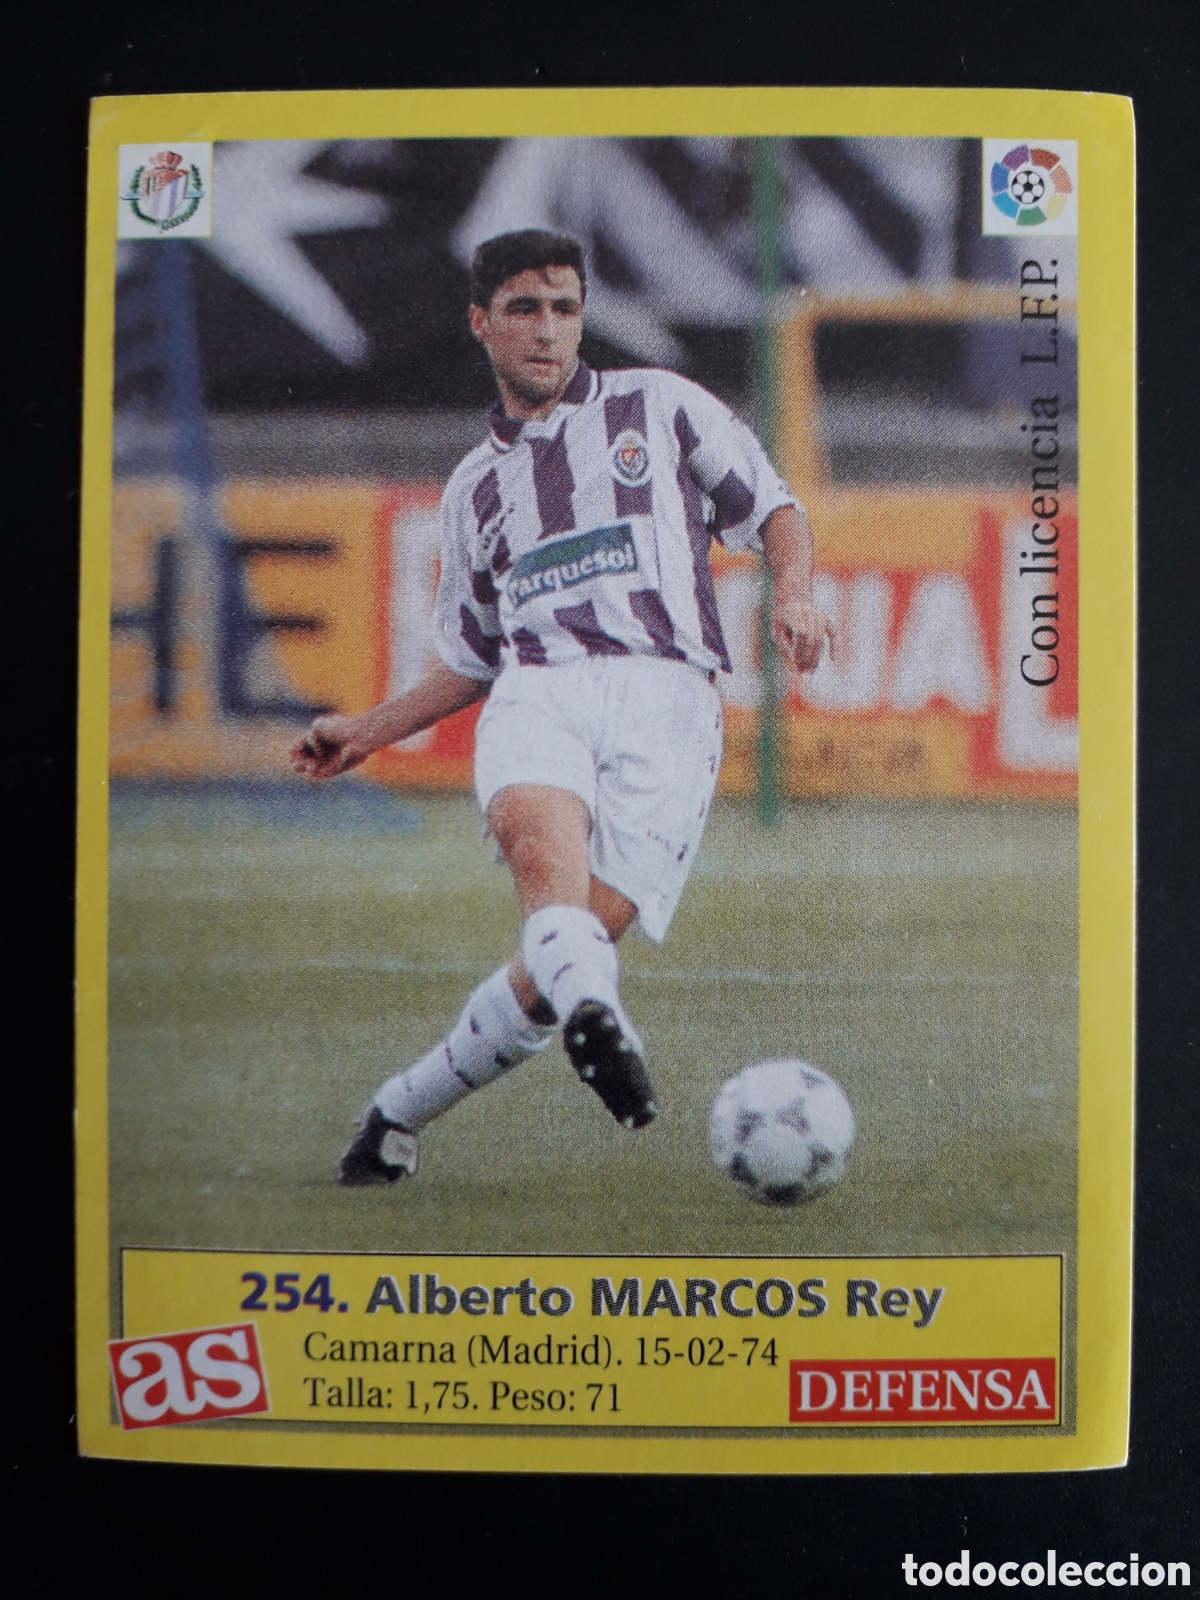 Con licencia L.F.P.
HE
Parquesol
254. Alberto MARCOS Rey
as
Camarna (Madrid). 15-02-74
Talla: 1,75. Peso: 71
DEFENSA
todocoleccion